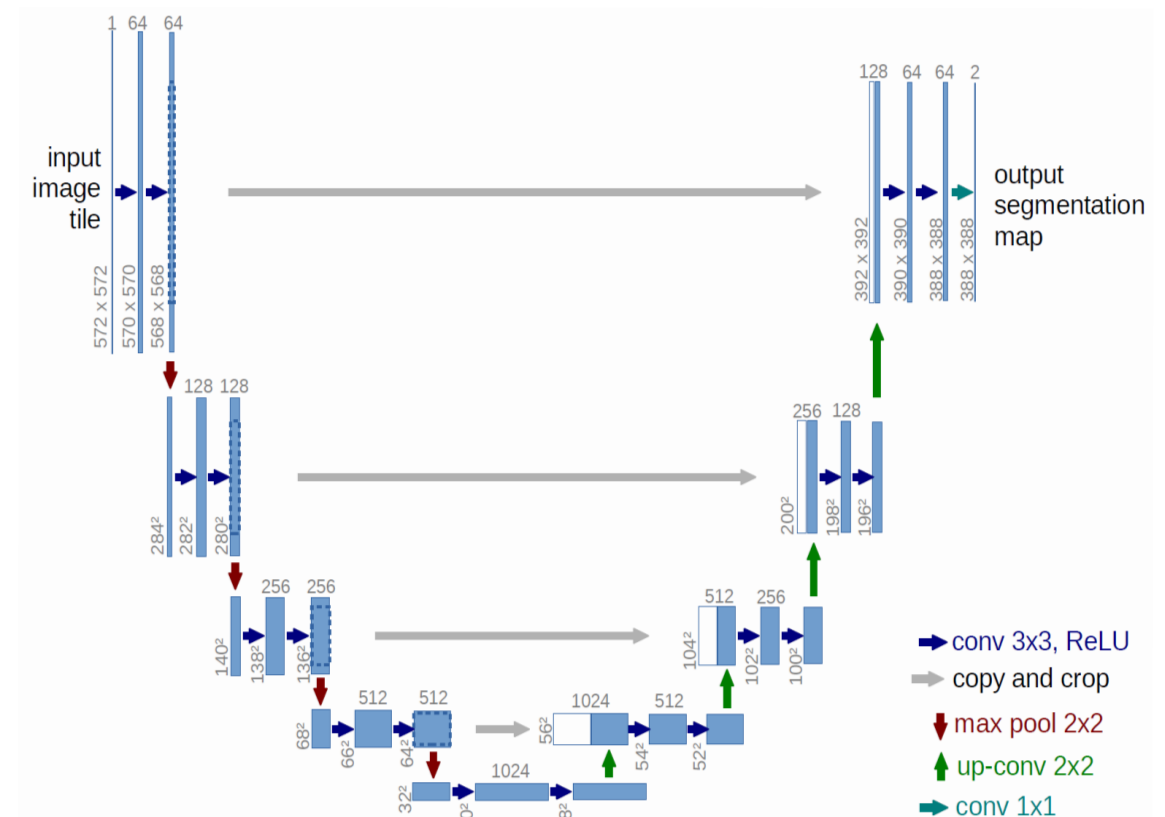 1 64 64
128 64 64 2
input
image
tile
output
segmentation
map
572 x 572
570 x 570
568 x 568
392 x 392
390 x 390
388 x 388
388 x 388
128 128
256 128
284²
282²
280²
200²
198²
196²
256 256
512 256
140²
138²
136²
104²
102²
100²
512 512
1024 512
68²
66²
64²
56²
54²
52²
1024
32²
conv 3x3, ReLU
copy and crop
max pool 2x2
up-conv 2x2
conv 1x1